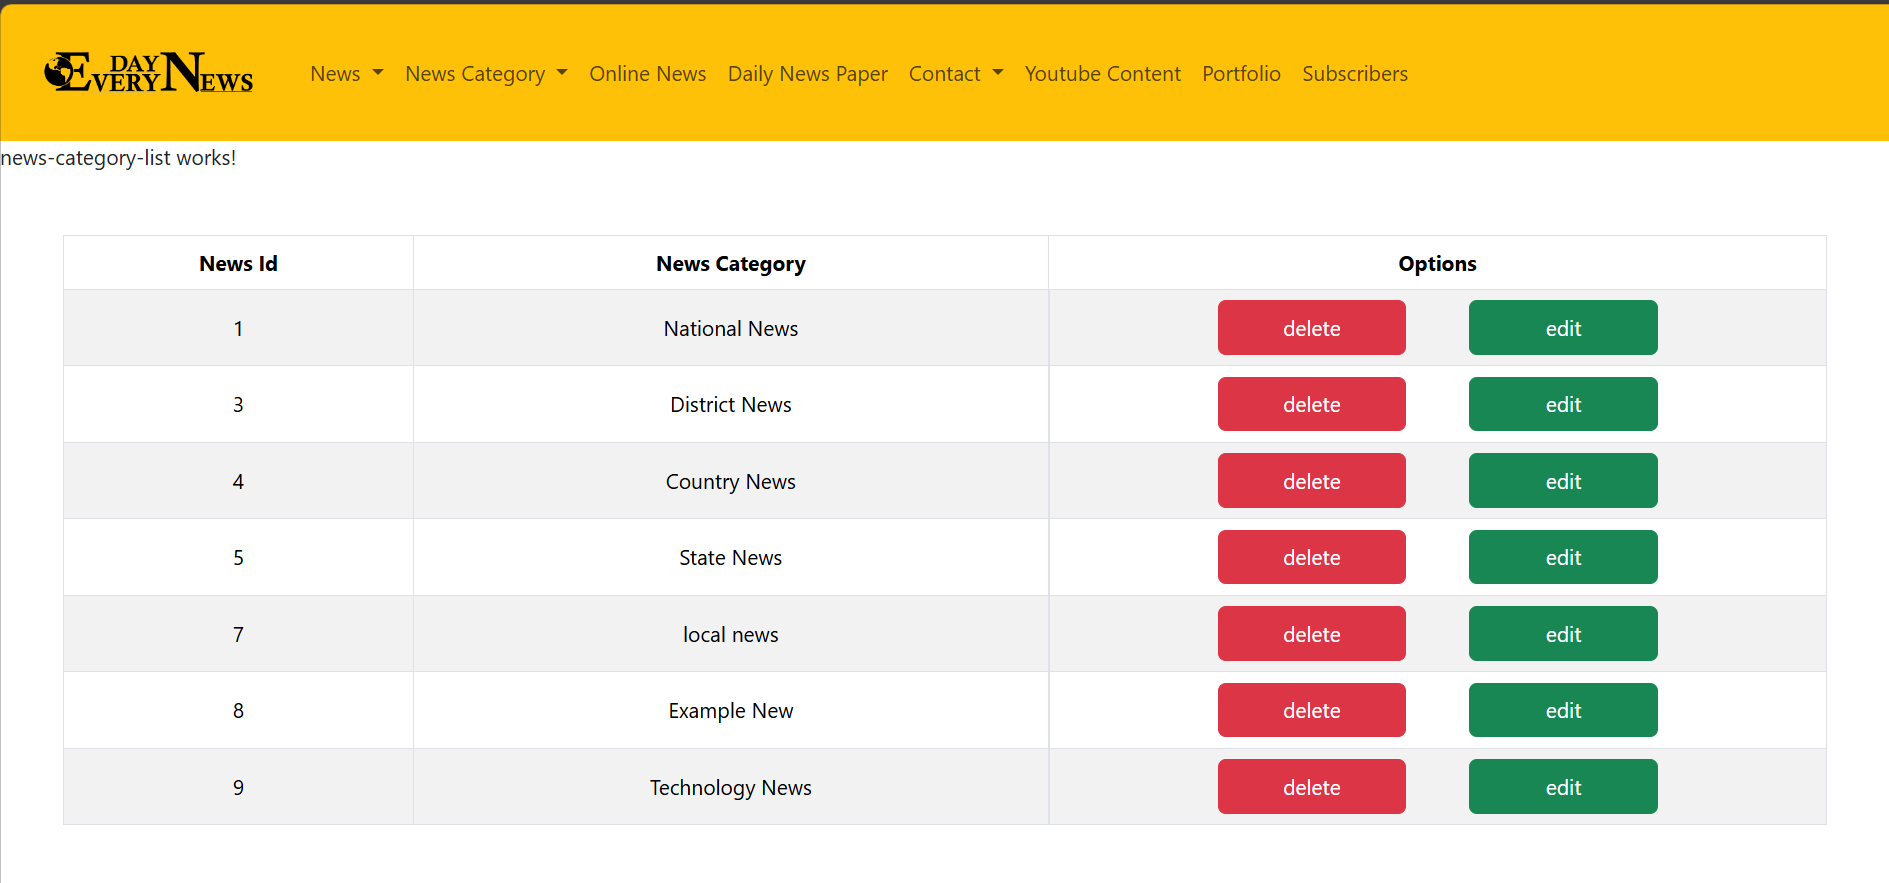 EVERY DAY NEWS
News News Category Online News Daily News Paper Contact Youtube Content Portfolio Subscribers
news-category-list works!
News Id News Category Options
1 National News delete edit
3 District News delete edit
4 Country News delete edit
5 State News delete edit
7 local news delete edit
8 Example New delete edit
9 Technology News delete edit